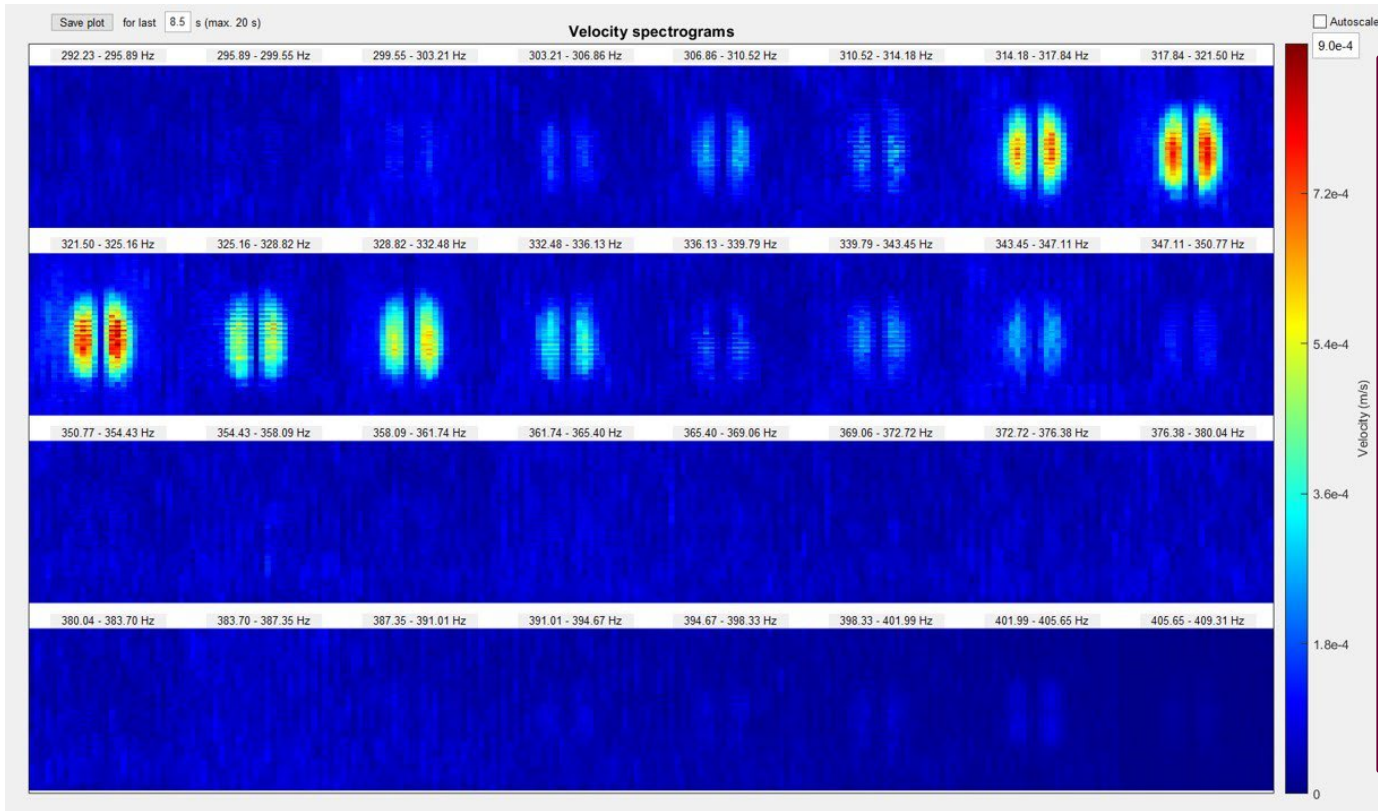 Save plot for last 8.5 s (max. 20 s)
Velocity spectrograms
Autoscale
9.0e-4
292.23 - 295.89 Hz 295.89 - 299.55 Hz 299.55 - 303.21 Hz 303.21 - 306.86 Hz 306.86 - 310.52 Hz 310.52 - 314.18 Hz 314.18 - 317.84 Hz 317.84 - 321.50 Hz
7.2e-4
321.50 - 325.16 Hz 325.16 - 328.82 Hz 328.82 - 332.48 Hz 332.48 - 336.13 Hz 336.13 - 339.79 Hz 339.79 - 343.45 Hz 343.45 - 347.11 Hz 347.11 - 350.77 Hz
5.4e-4
Velocity (m/s)
350.77 - 354.43 Hz 354.43 - 358.09 Hz 358.09 - 361.74 Hz 361.74 - 365.40 Hz 365.40 - 369.06 Hz 369.06 - 372.72 Hz 372.72 - 376.38 Hz 376.38 - 380.04 Hz
3.6e-4
380.04 - 383.70 Hz 383.70 - 387.35 Hz 387.35 - 391.01 Hz 391.01 - 394.67 Hz 394.67 - 398.33 Hz 398.33 - 401.99 Hz 401.99 - 405.65 Hz 405.65 - 409.31 Hz
1.8e-4
0